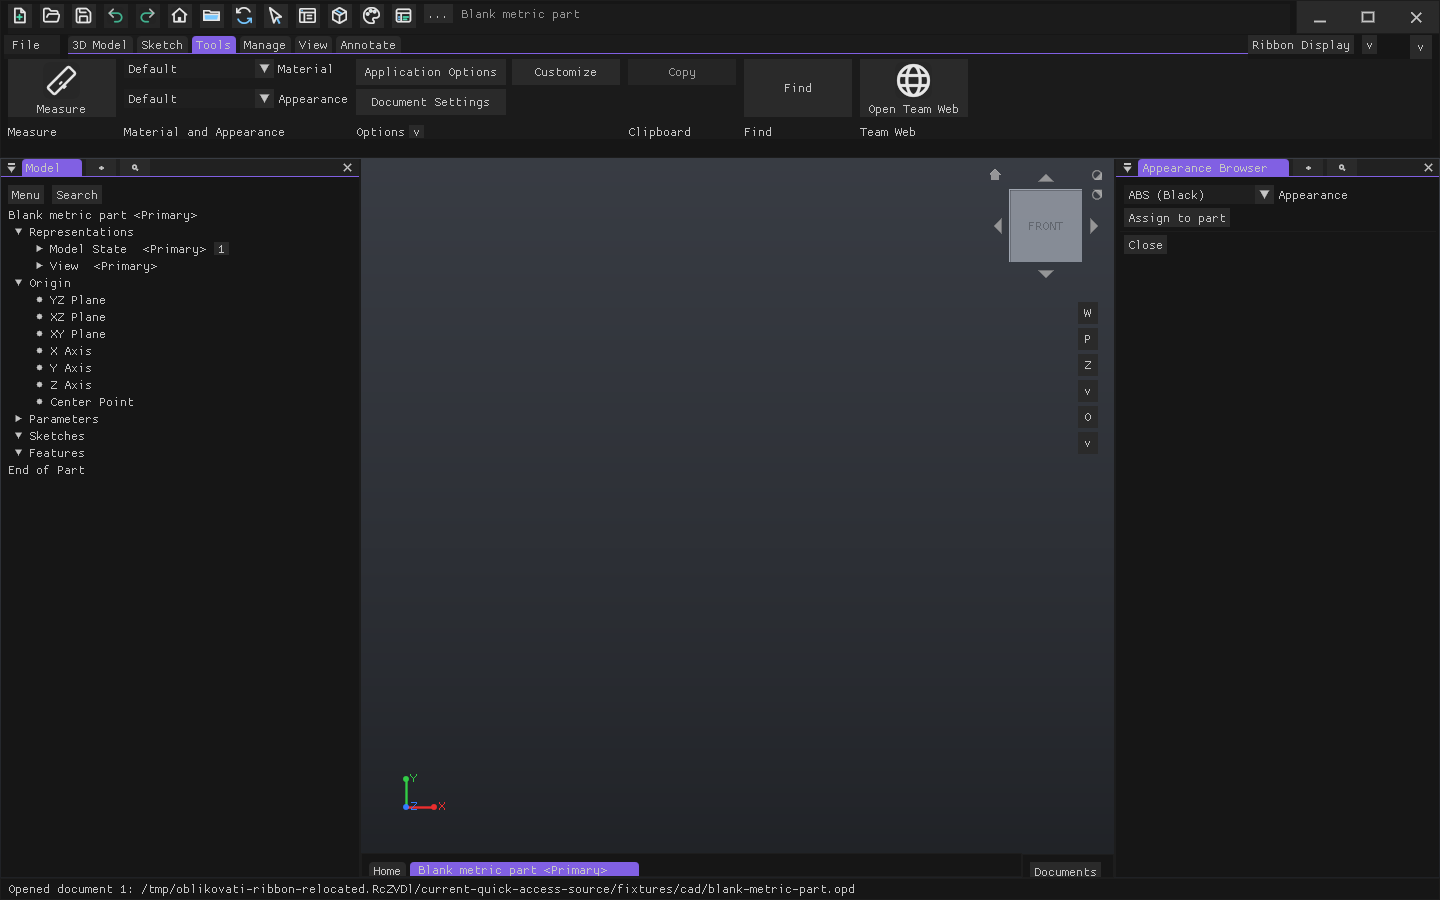 ... Blank metric part
File 3D Model Sketch Tools Manage View Annotate Ribbon Display v v
Default Material Application Options Customize Copy Find
Measure Default Appearance Document Settings Open Team Web
Measure Material and Appearance Options v Clipboard Find Team Web
Model
Menu Search
Blank metric part <Primary>
Representations
Model State <Primary> 1
View <Primary>
Origin
YZ Plane
XZ Plane
XY Plane
X Axis
Y Axis
Z Axis
Center Point
Parameters
Sketches
Features
End of Part
FRONT
W
P
Z
v
O
v
Y
Z X
Appearance Browser
ABS (Black) Appearance
Assign to part
Close
Home Blank metric part <Primary> Documents
Opened document 1: /tmp/oblikovati-ribbon-relocated.RcZVDl/current-quick-access-source/fixtures/cad/blank-metric-part.opd